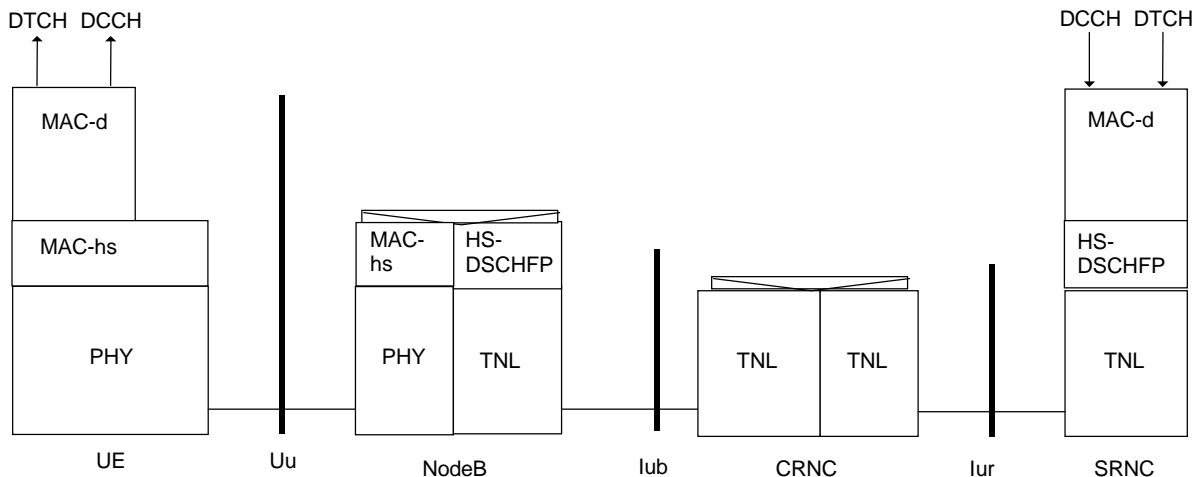 DTCH DCCH
DCCH DTCH
MAC-d
MAC-d
MAC-hs
MAC-
hs
HS-
DSCHFP
HS-
DSCHFP
PHY
PHY
TNL
TNL
TNL
TNL
UE
Uu
NodeB
Iub
CRNC
Iur
SRNC